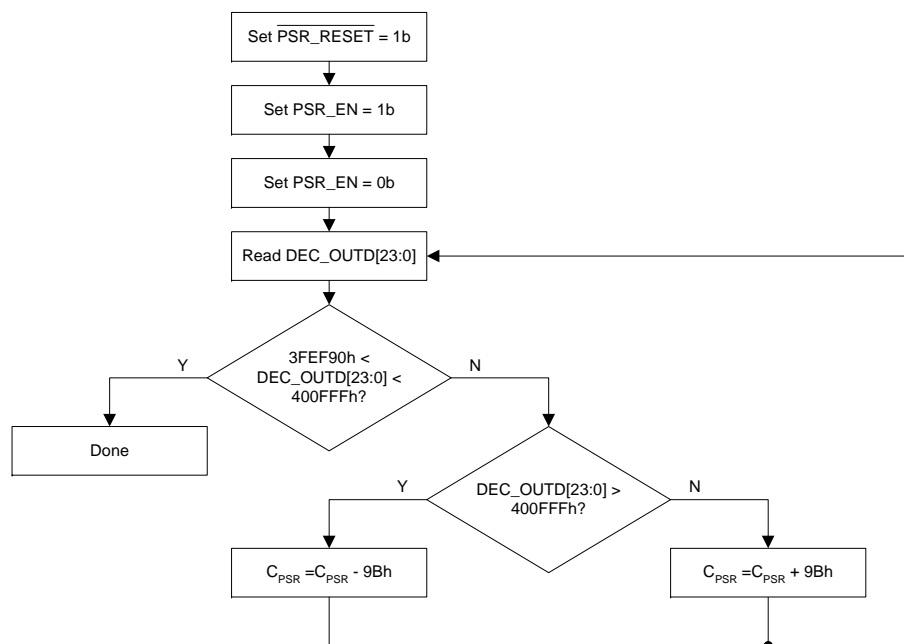 Set PSR_RESET = 1b
Set PSR_EN = 1b
Set PSR_EN = 0b
Read DEC_OUTD[23:0]
3FEF90h <
DEC_OUTD[23:0] <
400FFFh?
Y
N
Done
DEC_OUTD[23:0] >
400FFFh?
Y
N
CPSR =CPSR - 9Bh
CPSR =CPSR + 9Bh